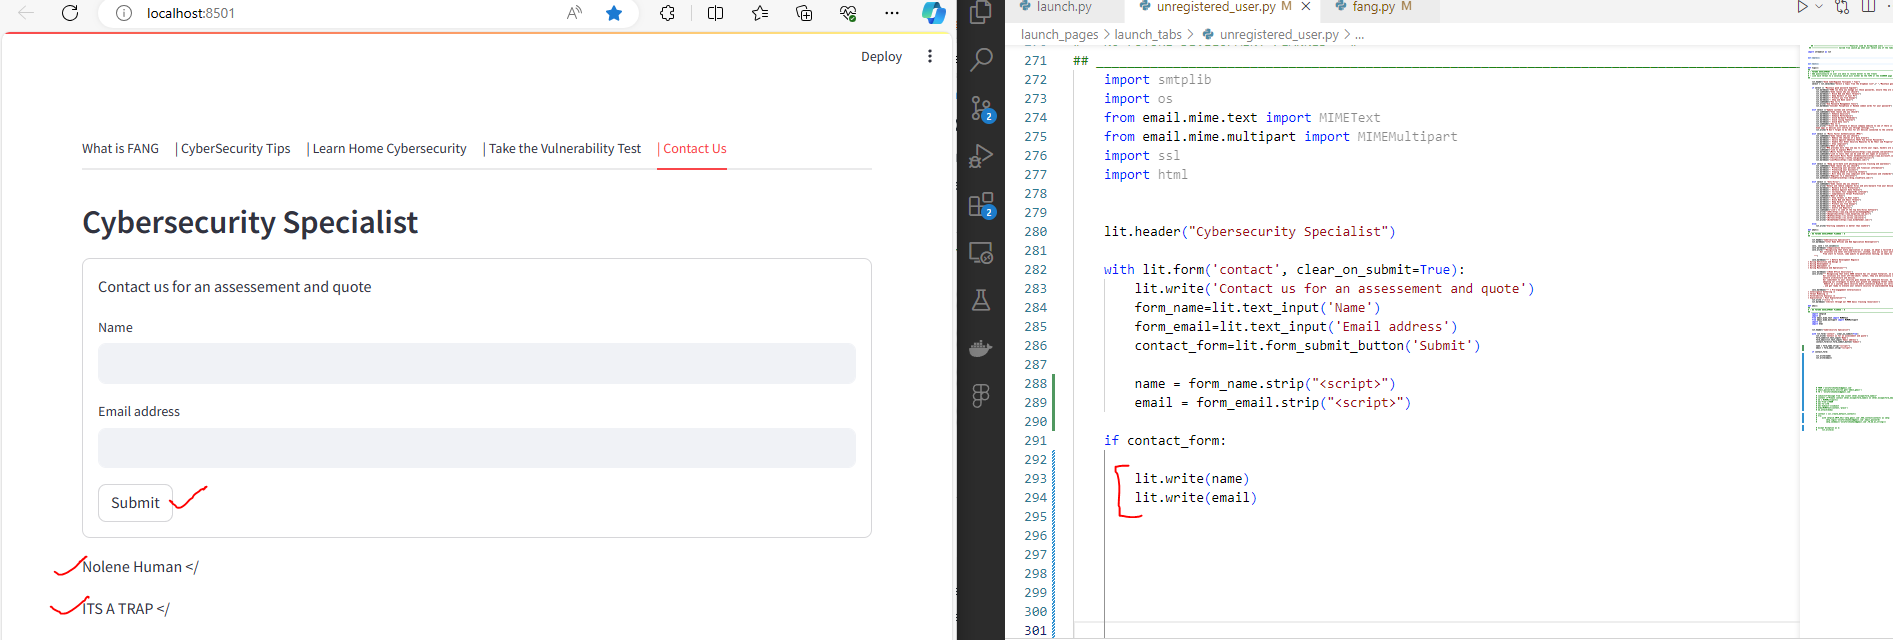 localhost:8501
Deploy
What is FANG | CyberSecurity Tips | Learn Home Cybersecurity | Take the Vulnerability Test | Contact Us
Cybersecurity Specialist
Contact us for an assessement and quote
Name
Email address
Submit
Nolene Human </
ITS A TRAP </
launch.py
unregistered_user.py M
fang.py M
launch_pages > launch_tabs > unregistered_user.py > ...
2
2
271 ##
272 import smtplib
273 import os
274 from email.mime.text import MIMEText
275 from email.mime.multipart import MIMEMultipart
276 import ssl
277 import html
278
279
280 lit.header("Cybersecurity Specialist")
281
282 with lit.form('contact', clear_on_submit=True):
283 lit.write('Contact us for an assessement and quote')
284 form_name=lit.text_input('Name')
285 form_email=lit.text_input('Email address')
286 contact_form=lit.form_submit_button('Submit')
287
288 name = form_name.strip("<script>")
289 email = form_email.strip("<script>")
290
291 if contact_form:
292
293 lit.write(name)
294 lit.write(email)
295
296
297
298
299
300
301